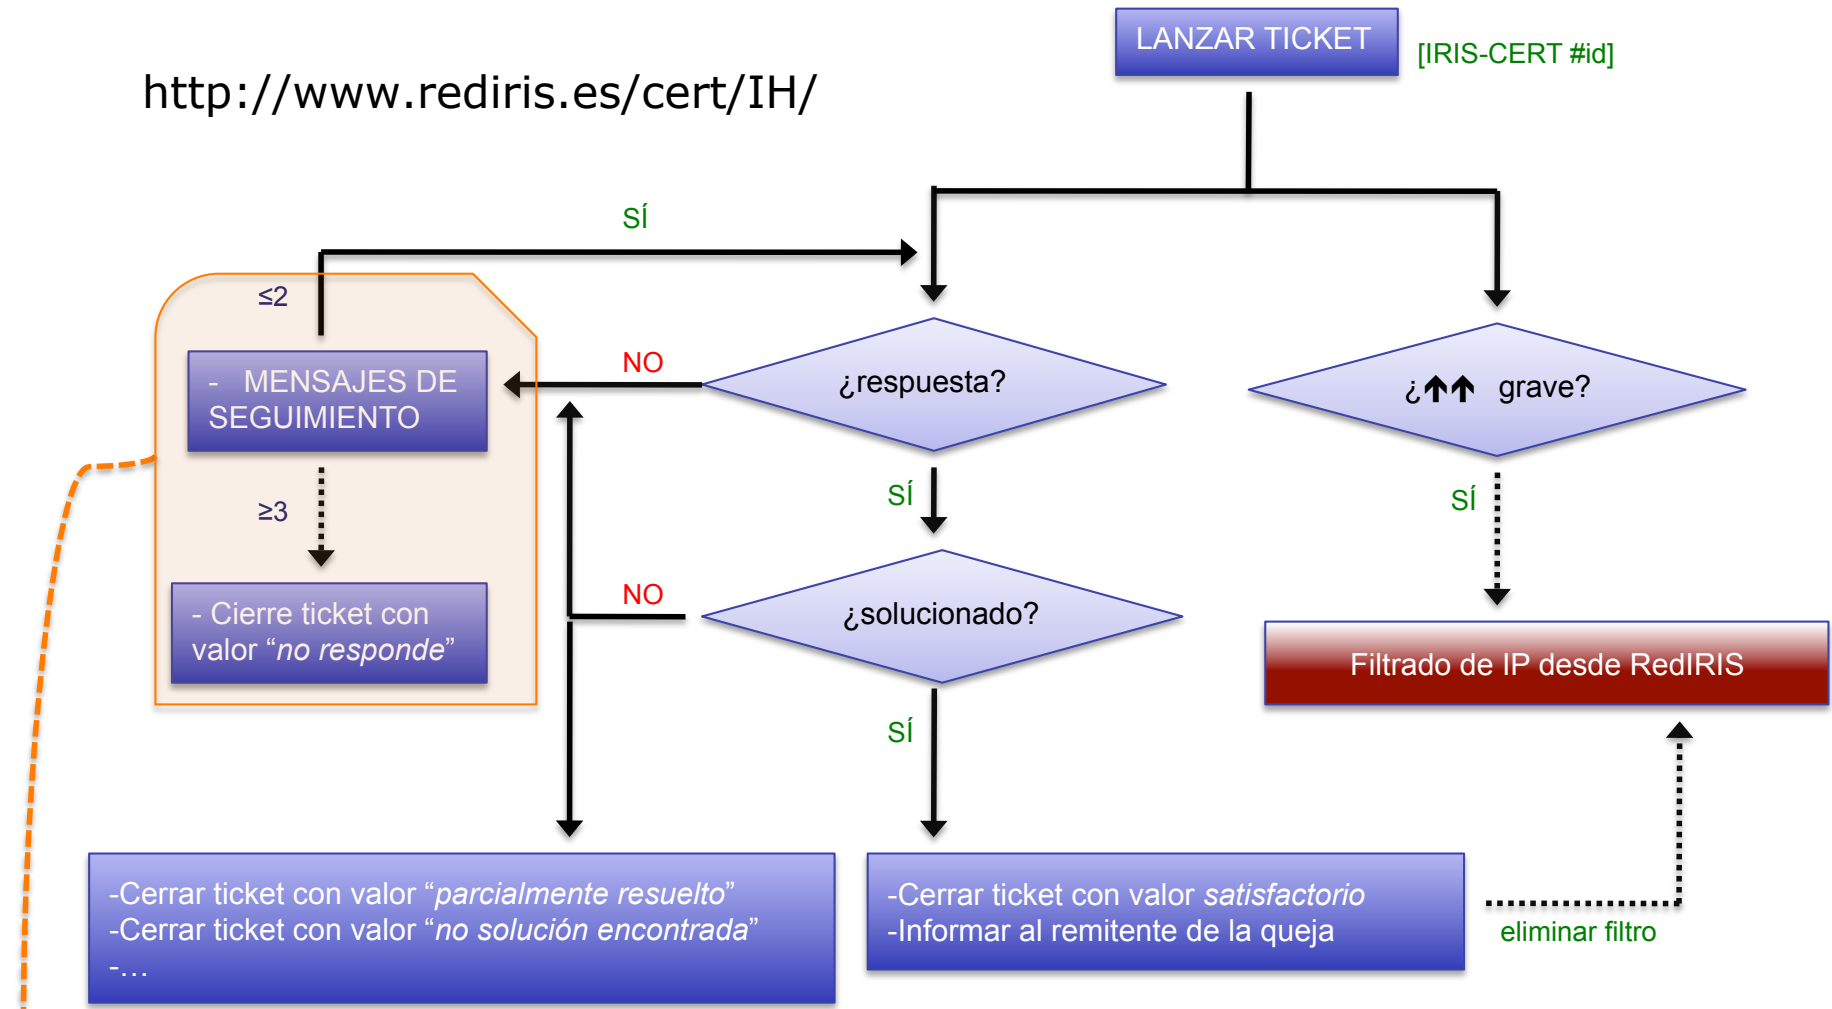 LANZAR TICKET
[IRIS-CERT #id]
http://www.rediris.es/cert/IH/
SÍ
≤2
- MENSAJES DE
SEGUIMIENTO
NO
¿respuesta?
¿↑↑ grave?
≥3
SÍ
SÍ
- Cierre ticket con
valor “no responde”
NO
¿solucionado?
Filtrado de IP desde RedIRIS
SÍ
-Cerrar ticket con valor “parcialmente resuelto”
-Cerrar ticket con valor “no solución encontrada”
-…
-Cerrar ticket con valor satisfactorio
-Informar al remitente de la queja
eliminar filtro